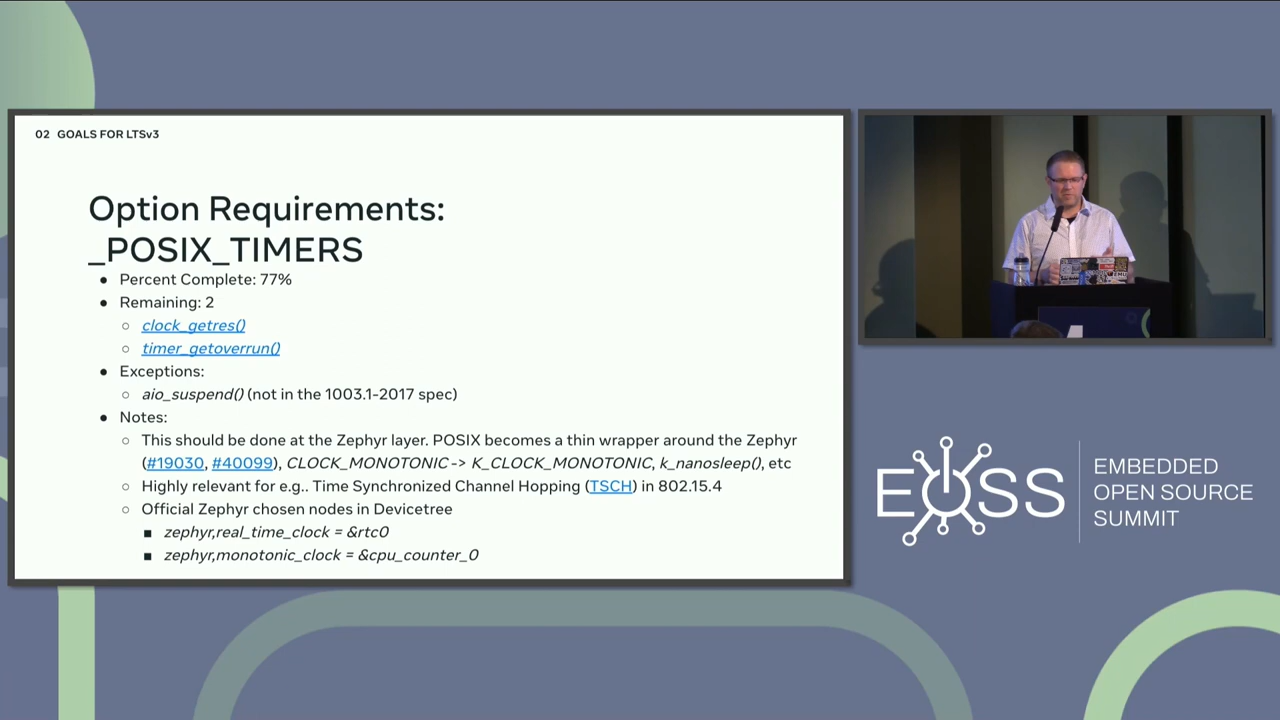 02 GOALS FOR LTSv3
Option Requirements:
_POSIX_TIMERS
● Percent Complete: 77%
● Remaining: 2
○ clock_getres()
○ timer_getoverrun()
● Exceptions:
○ aio_suspend() (not in the 1003.1-2017 spec)
● Notes:
○ This should be done at the Zephyr layer. POSIX becomes a thin wrapper around the Zephyr
(#19030, #40099), CLOCK_MONOTONIC -> K_CLOCK_MONOTONIC, k_nanosleep(), etc
○ Highly relevant for e.g.. Time Synchronized Channel Hopping (TSCH) in 802.15.4
○ Official Zephyr chosen nodes in Devicetree
■ zephyr,real_time_clock = &rtc0
■ zephyr,monotonic_clock = &cpu_counter_0
EOSS
EMBEDDED
OPEN SOURCE
SUMMIT